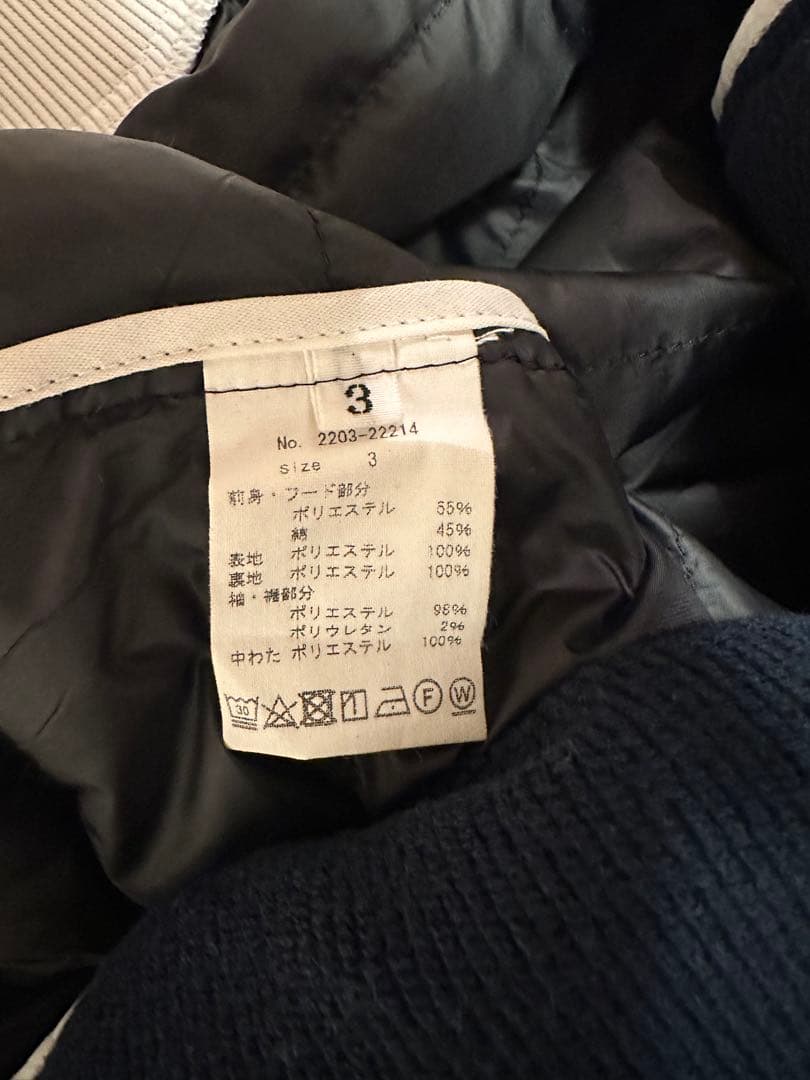 3
No. 2203-22214
size 3
前身・フード部分
ポリエステル 55%
綿 45%
表地 ポリエステル 100%
裏地 ポリエステル 100%
袖・裾部分
ポリエステル 98%
ポリウレタン 2%
中わた ポリエステル 100%
30 F W